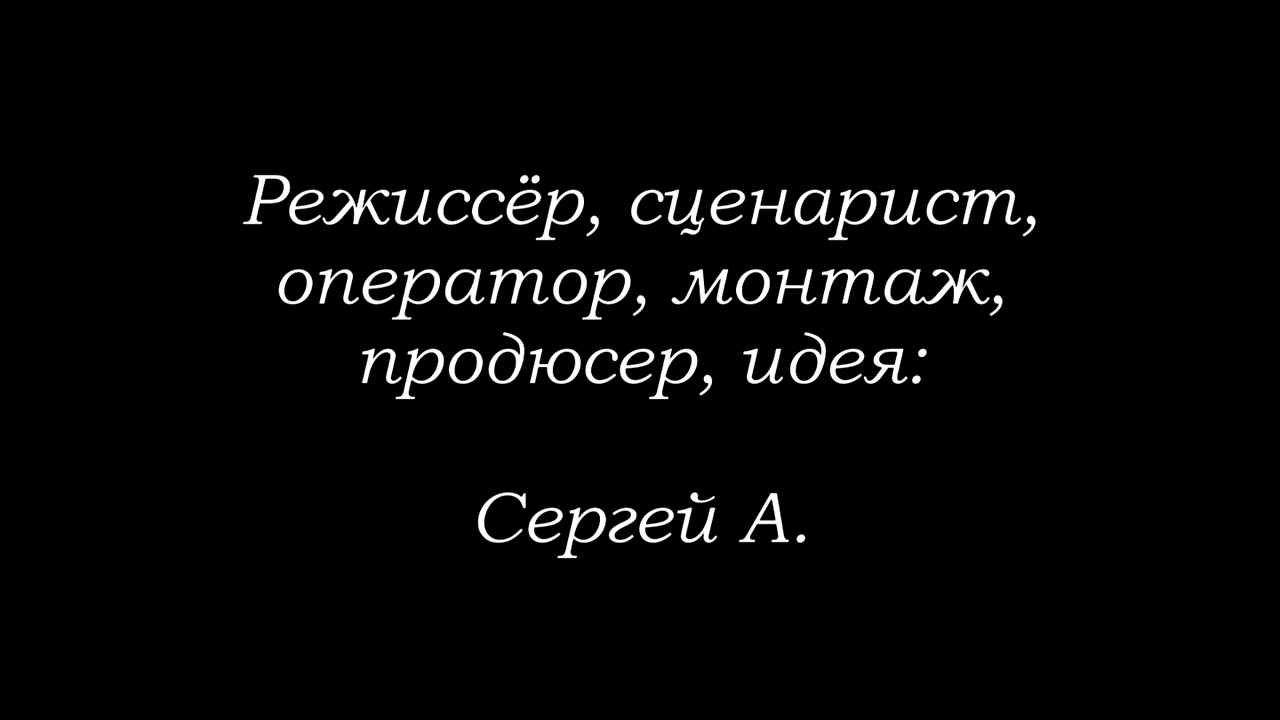 Режиссёр, сценарист,
оператор, монтаж,
продюсер, идея:
Сергей А.